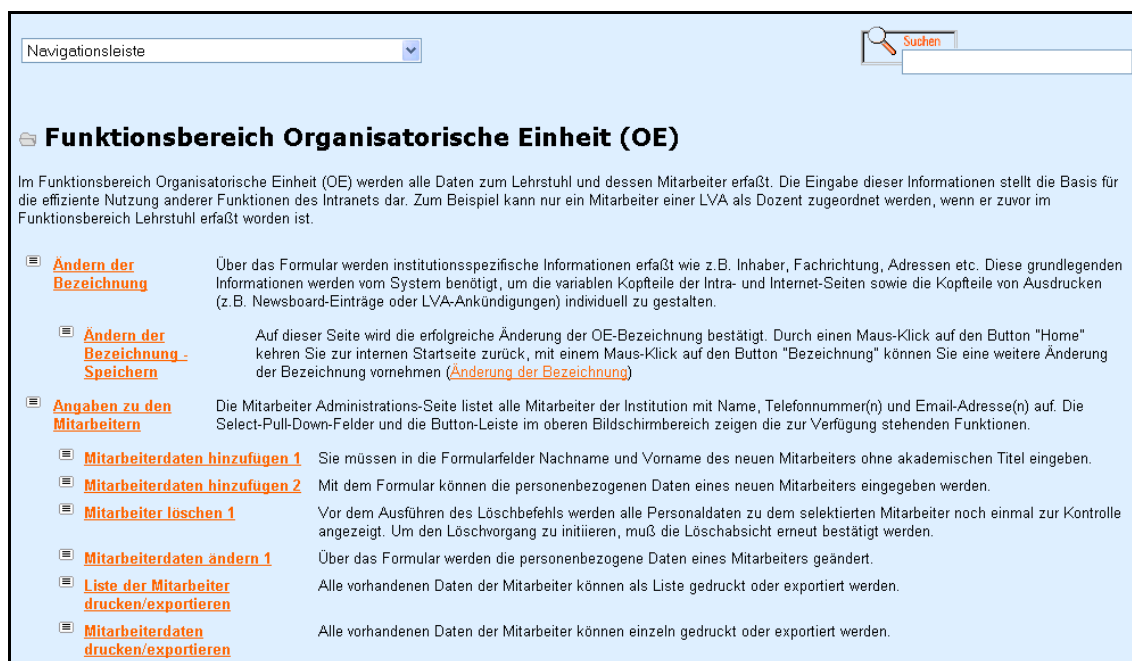 Navigationsleiste
Suchen
Funktionsbereich Organisatorische Einheit (OE)
Im Funktionsbereich Organisatorische Einheit (OE) werden alle Daten zum Lehrstuhl und dessen Mitarbeiter erfaßt. Die Eingabe dieser Informationen stellt die Basis für
die effiziente Nutzung anderer Funktionen des Intranets dar. Zum Beispiel kann nur ein Mitarbeiter einer LVA als Dozent zugeordnet werden, wenn er zuvor im
Funktionsbereich Lehrstuhl erfaßt worden ist.
Ändern der
Bezeichnung
Über das Formular werden institutionsspezifische Informationen erfaßt wie z.B. Inhaber, Fachrichtung, Adressen etc. Diese grundlegenden
Informationen werden vom System benötigt, um die variablen Kopfteile der Intra- und Internet-Seiten sowie die Kopfteile von Ausdrucken
(z.B. Newsboard-Einträge oder LVA-Ankündigungen) individuell zu gestalten.
Ändern der
Bezeichnung -
Speichern
Auf dieser Seite wird die erfolgreiche Änderung der OE-Bezeichnung bestätigt. Durch einen Maus-Klick auf den Button "Home"
kehren Sie zur internen Startseite zurück, mit einem Maus-Klick auf den Button "Bezeichnung" können Sie eine weitere Änderung
der Bezeichnung vornehmen (Änderung der Bezeichnung)
Angaben zu den
Mitarbeitern
Die Mitarbeiter Administrations-Seite listet alle Mitarbeiter der Institution mit Name, Telefonnummer(n) und Email-Adresse(n) auf. Die
Select-Pull-Down-Felder und die Button-Leiste im oberen Bildschirmbereich zeigen die zur Verfügung stehenden Funktionen.
Mitarbeiterdaten hinzufügen 1
Sie müssen in die Formularfelder Nachname und Vorname des neuen Mitarbeiters ohne akademischen Titel eingeben.
Mitarbeiterdaten hinzufügen 2
Mit dem Formular können die personenbezogenen Daten eines neuen Mitarbeiters eingegeben werden.
Mitarbeiter löschen 1
Vor dem Ausführen des Löschbefehls werden alle Personaldaten zu dem selektierten Mitarbeiter noch einmal zur Kontrolle
angezeigt. Um den Löschvorgang zu initiieren, muß die Löschabsicht erneut bestätigt werden.
Mitarbeiterdaten ändern 1
Über das Formular werden die personenbezogene Daten eines Mitarbeiters geändert.
Liste der Mitarbeiter
drucken/exportieren
Alle vorhandenen Daten der Mitarbeiter können als Liste gedruckt oder exportiert werden.
Mitarbeiterdaten
drucken/exportieren
Alle vorhandenen Daten der Mitarbeiter können einzeln gedruckt oder exportiert werden.